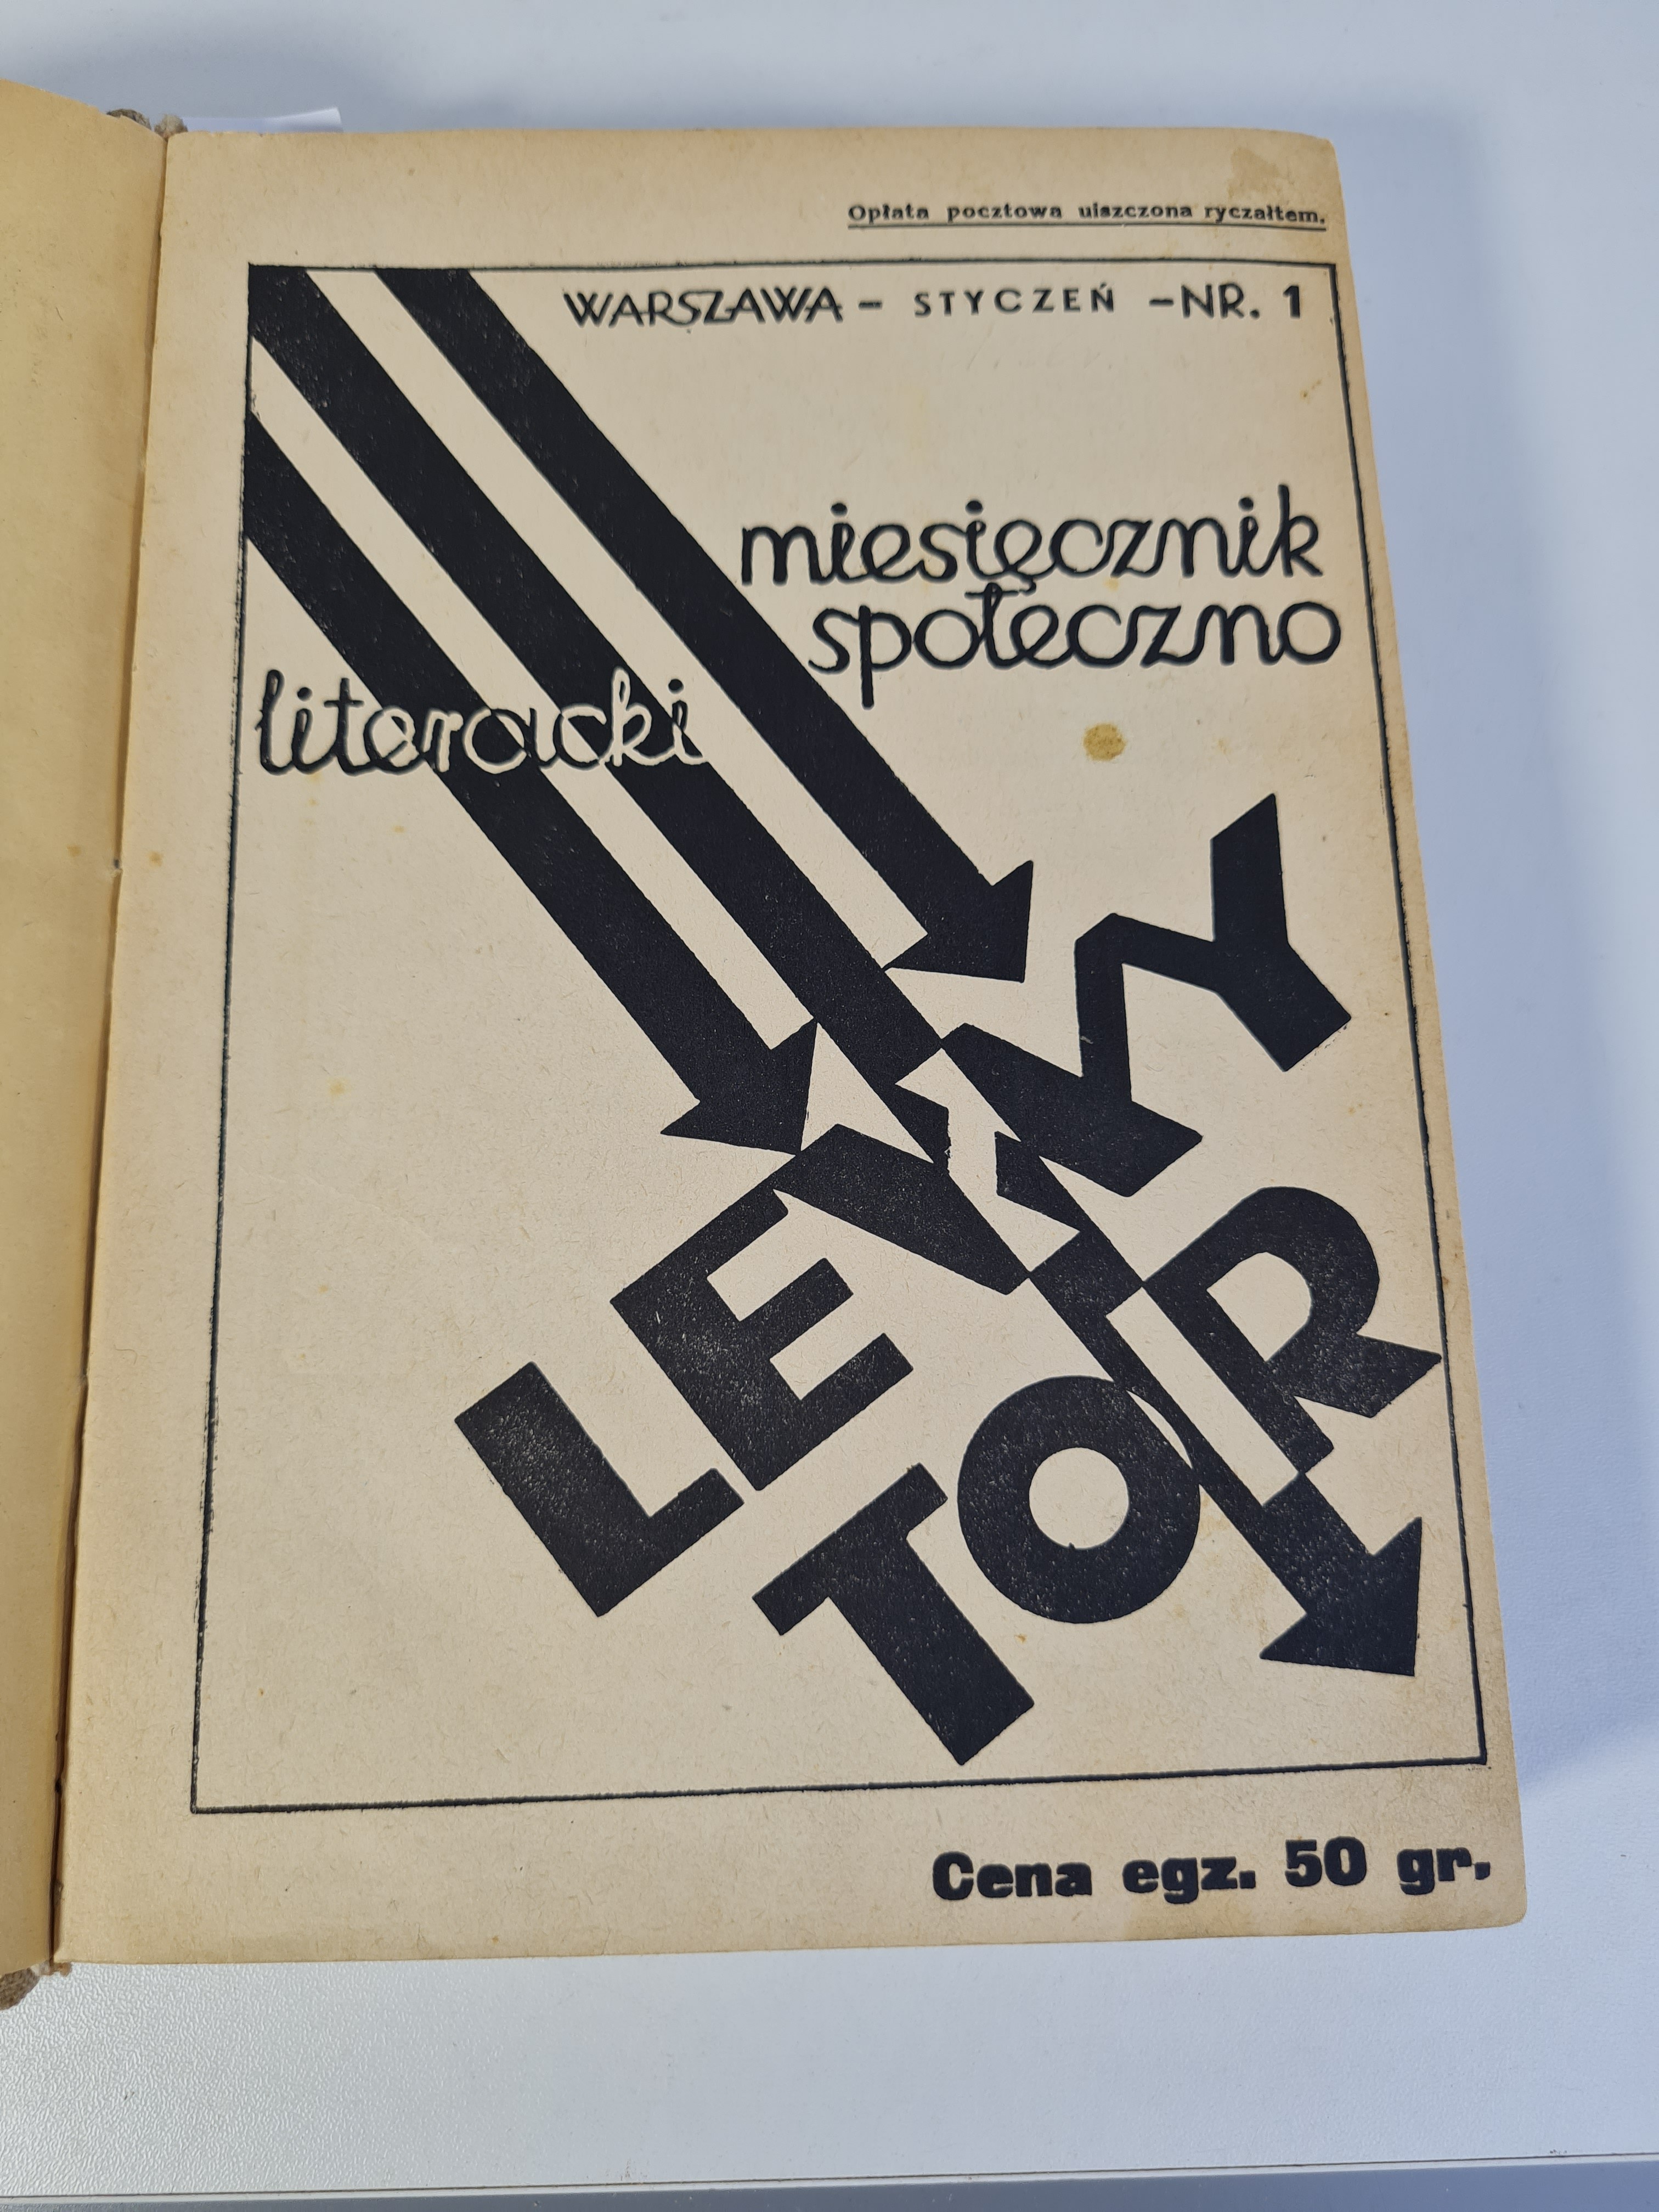 Opłata pocztowa uiszczona ryczałtem.
WARSZAWA – STYCZEŃ – NR. 1
miesięcznik
społeczno
literacki
LEWY
TOR
Cena egz. 50 gr.